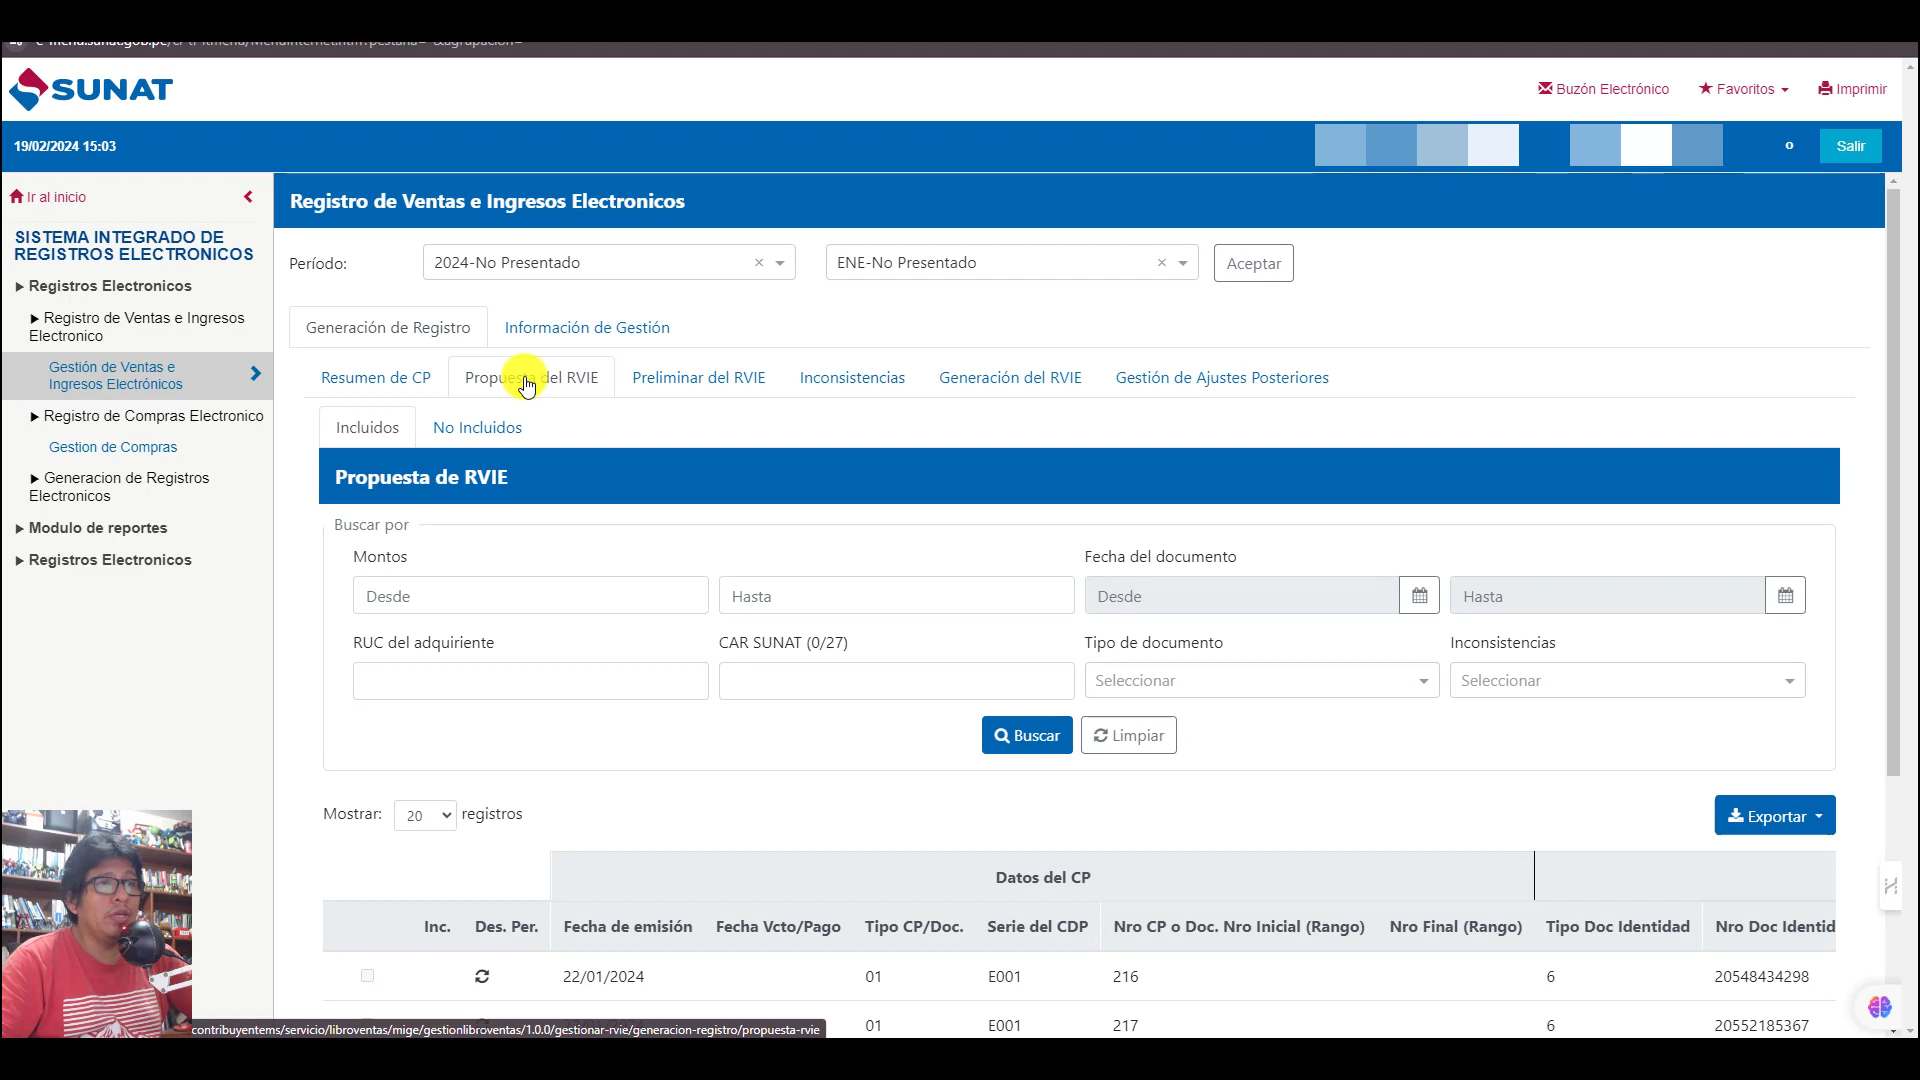 SUNAT
Buzón Electrónico
Favoritos
Imprimir
19/02/2024 15:03
o
Salir
Ir al inicio
SISTEMA INTEGRADO DE
REGISTROS ELECTRONICOS
Registros Electronicos
Registro de Ventas e Ingresos
Electronico
Gestión de Ventas e
Ingresos Electrónicos
Registro de Compras Electronico
Gestion de Compras
Generacion de Registros
Electronicos
Modulo de reportes
Registros Electronicos
Registro de Ventas e Ingresos Electronicos
Período:
2024-No Presentado
ENE-No Presentado
Aceptar
Generación de Registro
Información de Gestión
Resumen de CP
Propuesta del RVIE
Preliminar del RVIE
Inconsistencias
Generación del RVIE
Gestión de Ajustes Posteriores
Incluidos
No Incluidos
Propuesta de RVIE
Buscar por
Montos
Fecha del documento
Desde
Hasta
Desde
Hasta
RUC del adquiriente
CAR SUNAT (0/27)
Tipo de documento
Inconsistencias
Seleccionar
Seleccionar
Buscar
Limpiar
Mostrar:
20
registros
Exportar
Datos del CP
Inc.
Des. Per.
Fecha de emisión
Fecha Vcto/Pago
Tipo CP/Doc.
Serie del CDP
Nro CP o Doc. Nro Inicial (Rango)
Nro Final (Rango)
Tipo Doc Identidad
Nro Doc Identid
22/01/2024
01
E001
216
6
20548434298
01
E001
217
6
20552185367
contribuyentems/servicio/libroventas/mige/gestionlibroventas/1.0.0/gestionar-rvie/generacion-registro/propuesta-rvie